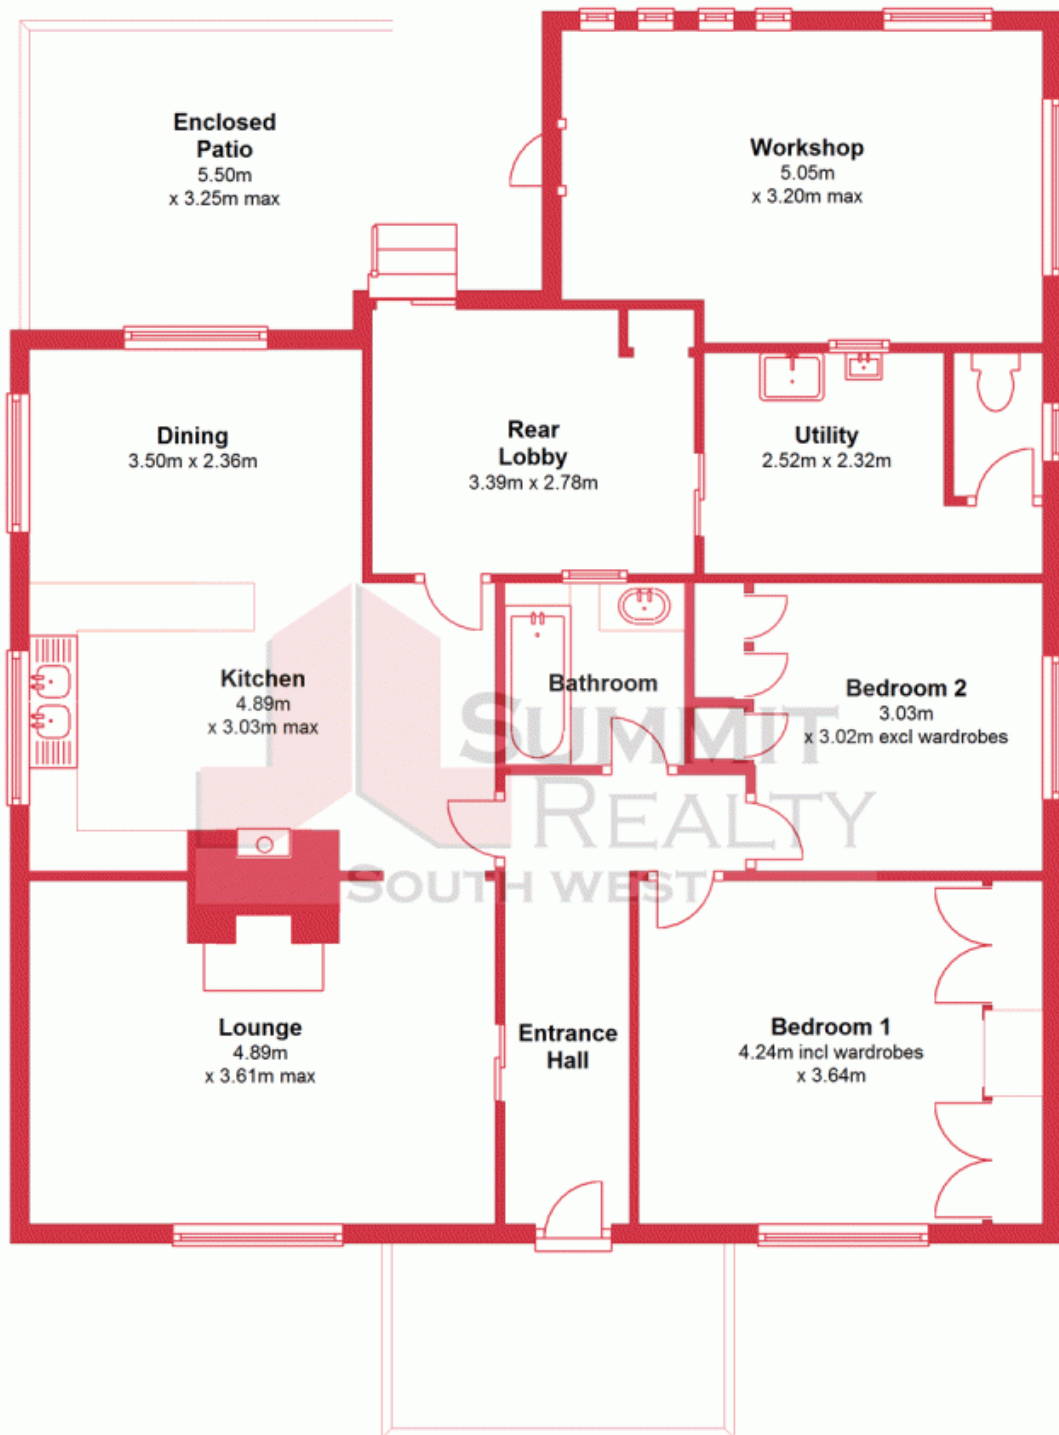 Enclosed
Patio
5.50m
x 3.25m max
Workshop
5.05m
x 3.20m max
Dining
3.50m x 2.36m
Rear
Lobby
3.39m x 2.78m
Utility
2.52m x 2.32m
Kitchen
4.89m
x 3.03m max
Bathroom
Bedroom 2
3.03m
x 3.02m excl wardrobes
SUMMIT
REALTY
SOUTH WEST
Lounge
4.89m
x 3.61m max
Entrance
Hall
Bedroom 1
4.24m incl wardrobes
x 3.64m